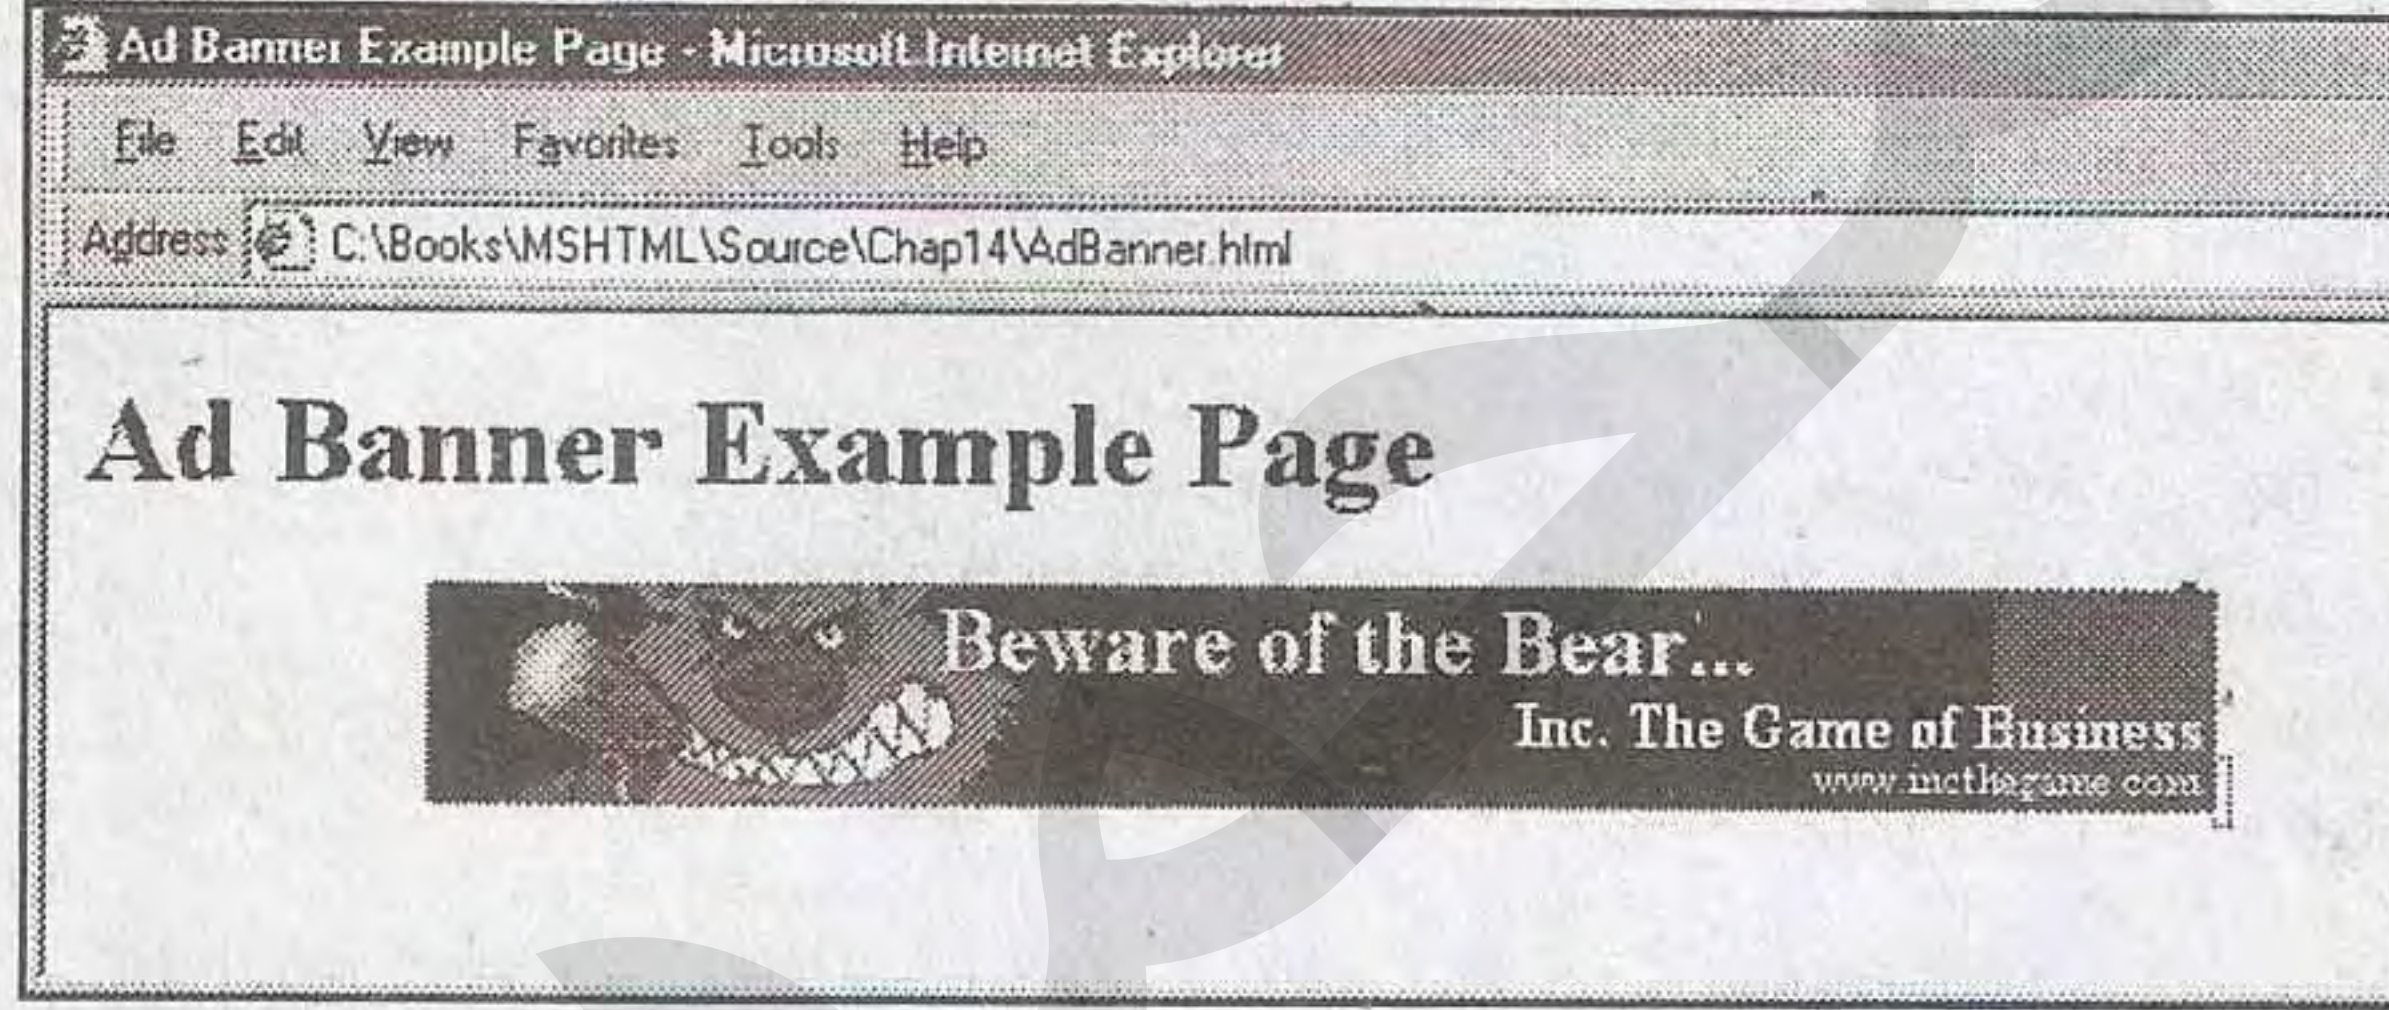 Ad Banner Example Page - Microsoft Internet Explorer
File Edit View Favorites Tools Help
Address C:\Books\MSHTML\Source\Chap14\AdBanner.html
Ad Banner Example Page
Beware of the Bear...
Inc. The Game of Business
www.incthegame.com